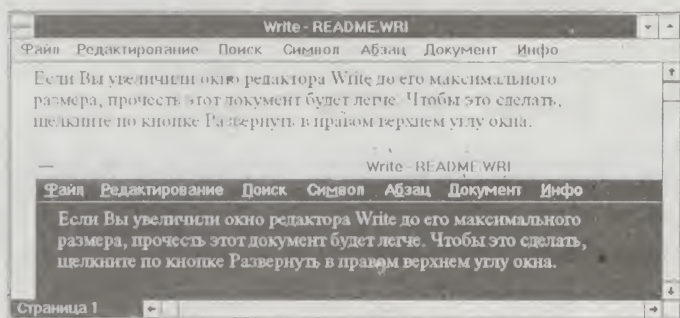 Write - README.WRI
Файл Редактирование Поиск Символ Абзац Документ Инфо
Если Вы увеличили окно редактора Write до его максимального
размера, прочесть этот документ будет легче. Чтобы это сделать,
щелкните по кнопке Развернуть в правом верхнем углу окна.
Write - README.WRI
Файл Редактирование Поиск Символ Абзац Документ Инфо
Если Вы увеличили окно редактора Write до его максимального
размера, прочесть этот документ будет легче. Чтобы это сделать,
щелкните по кнопке Развернуть в правом верхнем углу окна.
Страница 1